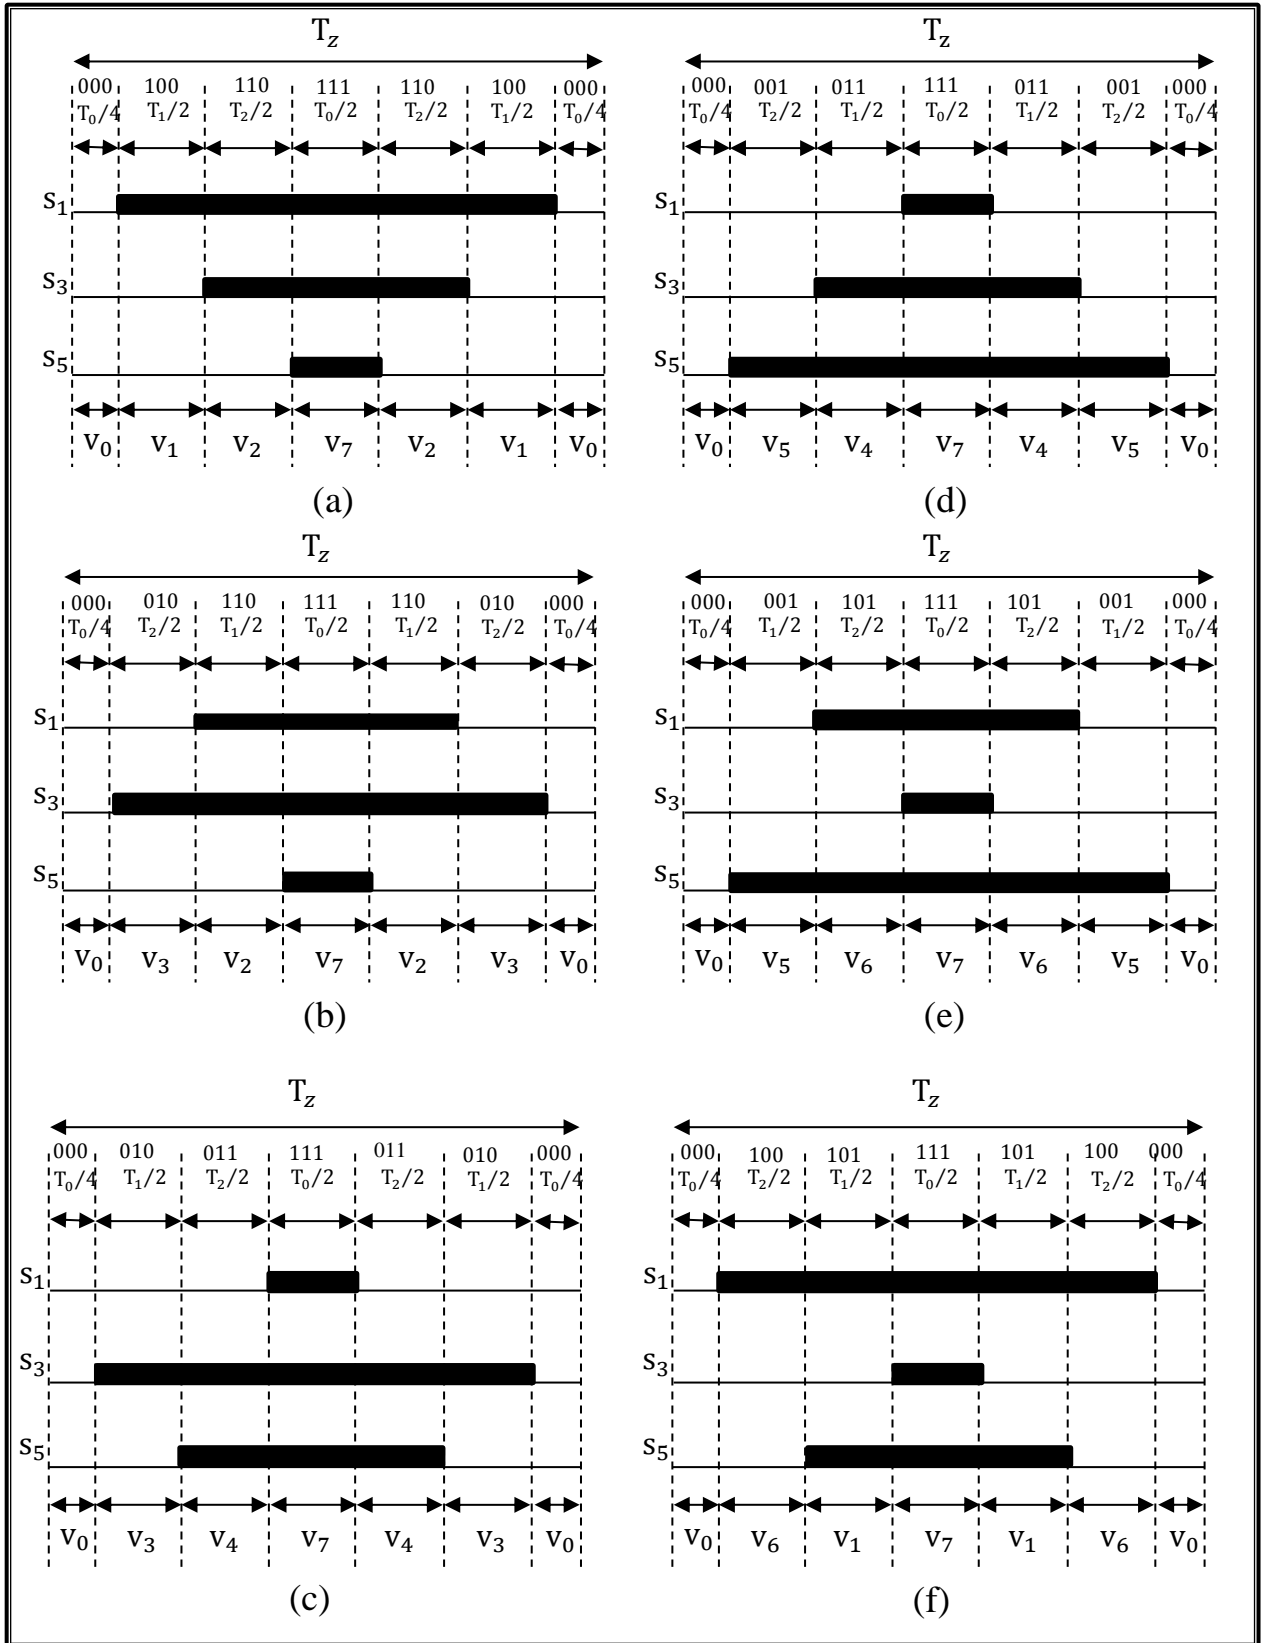 T_z
000 100 110 111 110 100 000
T_0/4 T_1/2 T_2/2 T_0/2 T_2/2 T_1/2 T_0/4
S_1
S_3
S_5
v_0 v_1 v_2 v_7 v_2 v_1 v_0
(a)
T_z
000 001 011 111 011 001 000
T_0/4 T_2/2 T_1/2 T_0/2 T_1/2 T_2/2 T_0/4
S_1
S_3
S_5
v_0 v_5 v_4 v_7 v_4 v_5 v_0
(d)
T_z
000 010 110 111 110 010 000
T_0/4 T_2/2 T_1/2 T_0/2 T_1/2 T_2/2 T_0/4
S_1
S_3
S_5
v_0 v_3 v_2 v_7 v_2 v_3 v_0
(b)
T_z
000 001 101 111 101 001 000
T_0/4 T_1/2 T_2/2 T_0/2 T_2/2 T_1/2 T_0/4
S_1
S_3
S_5
v_0 v_5 v_6 v_7 v_6 v_5 v_0
(e)
T_z
000 010 011 111 011 010 000
T_0/4 T_1/2 T_2/2 T_0/2 T_2/2 T_1/2 T_0/4
S_1
S_3
S_5
v_0 v_3 v_4 v_7 v_4 v_3 v_0
(c)
T_z
000 100 101 111 101 100 000
T_0/4 T_2/2 T_1/2 T_0/2 T_1/2 T_2/2 T_0/4
S_1
S_3
S_5
v_0 v_6 v_1 v_7 v_1 v_6 v_0
(f)